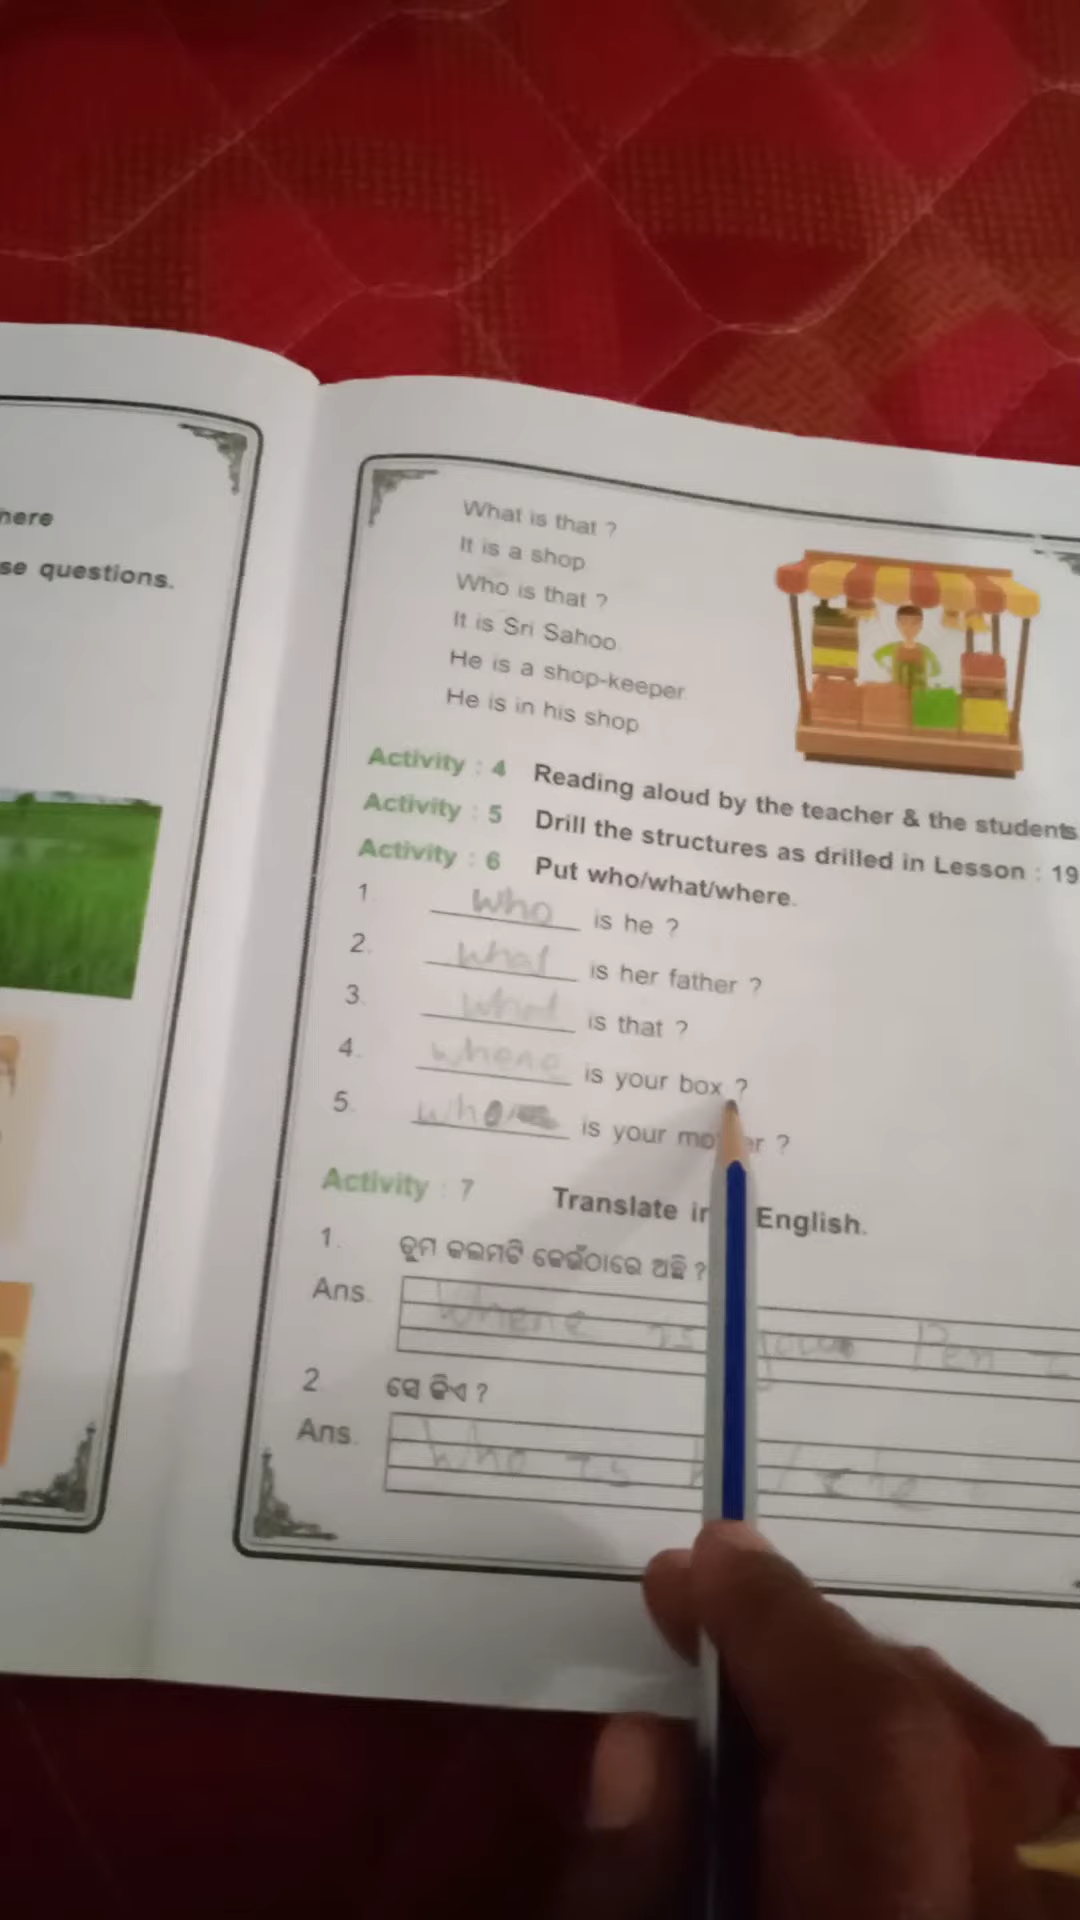 here
se questions.
What is that ?
It is a shop
Who is that ?
It is Sri Sahoo
He is a shop-keeper
He is in his shop
Activity : 4 Reading aloud by the teacher & the students
Activity : 5 Drill the structures as drilled in Lesson : 19
Activity : 6 Put who/what/where.
1 who is he ?
2. what is her father ?
3. what is that ?
4. where is your box ?
5. who is your mo er ?
Activity : 7 Translate in English.
1. ତୁମ କଲମଟି କେଉଁଠାରେ ଅଛି ?
Ans. Where is your Pen
2 ସେ କିଏ ?
Ans. Who is h / she